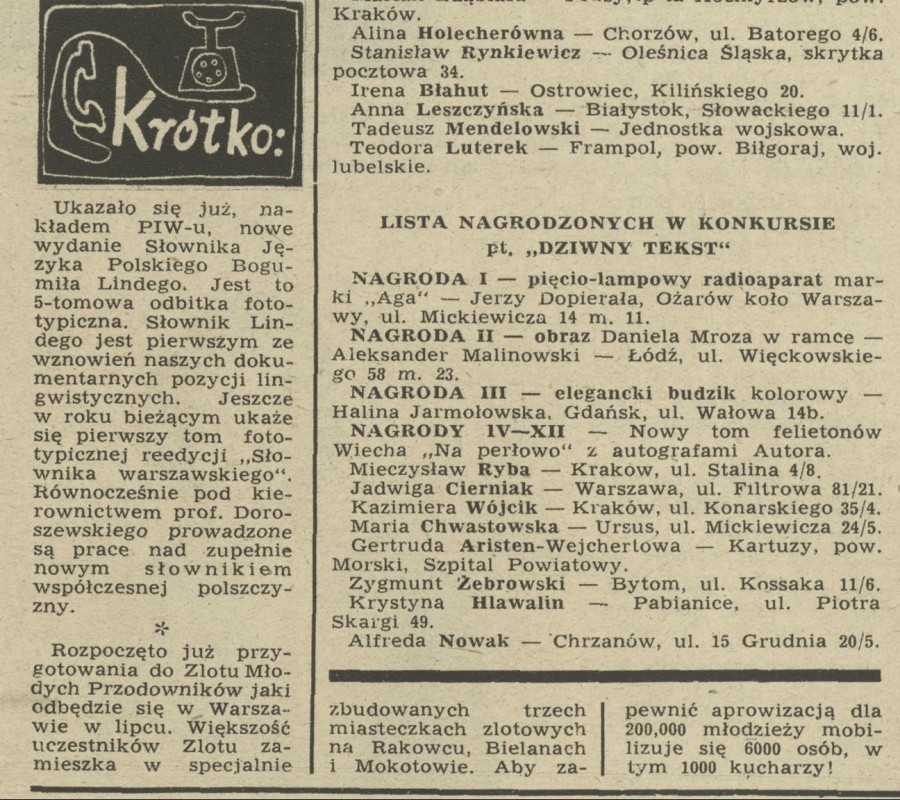 Krótko:
Ukazało się już, na-
kładem PIW-u, nowe
wydanie Słownika Ję-
zyka Polskiego Bogu-
miła Lindego. Jest to
5-tomowa odbitka foto-
typiczna. Słownik Lin-
dego jest pierwszym ze
wznowień naszych doku-
mentarnych pozycji lin-
gwistycznych. Jeszcze
w roku bieżącym ukaże
się pierwszy tom foto-
typicznej reedycji „Sło-
wnika warszawskiego“.
Równocześnie pod kie-
rownictwem prof. Doro-
szewskiego prowadzone
są prace nad zupełnie
nowym słownikiem
współczesnej polszczy-
zny.
*
Rozpoczęto już przy-
gotowania do Zlotu Mło-
dych Przodowników jaki
odbędzie się w Warsza-
wie w lipcu. Większość
uczestników Zlotu za-
mieszka w specjalnie
Kraków.
Alina Holecherówna — Chorzów, ul. Batorego 4/6.
Stanisław Rynkiewicz — Oleśnica Śląska, skrytka
pocztowa 34.
Irena Błahut — Ostrowiec, Kilińskiego 20.
Anna Leszczyńska — Białystok, Słowackiego 11/1.
Tadeusz Mendelowski — Jednostka wojskowa.
Teodora Luterek — Frampol, pow. Biłgoraj, woj.
lubelskie.
LISTA NAGRODZONYCH W KONKURSIE
pt. „DZIWNY TEKST“
NAGRODA I — pięcio-lampowy radioaparat mar-
ki „Aga“ — Jerzy Dopierała, Ożarów koło Warsza-
wy, ul. Mickiewicza 14 m. 11.
NAGRODA II — obraz Daniela Mroza w ramce —
Aleksander Malinowski — Łódź, ul. Więckowskie-
go 58 m. 23.
NAGRODA III — elegancki budzik kolorowy —
Halina Jarmołowska, Gdańsk, ul. Wałowa 14b.
NAGRODY IV—XII — Nowy tom felietonów
Wiecha „Na perłowo“ z autografami Autora.
Mieczysław Ryba — Kraków, ul. Stalina 4/8.
Jadwiga Cierniak — Warszawa, ul. Filtrowa 81/21.
Kazimiera Wójcik — Kraków, ul. Konarskiego 35/4.
Maria Chwastowska — Ursus, ul. Mickiewicza 24/5.
Gertruda Aristen-Wejchertowa — Kartuzy, pow.
Morski, Szpital Powiatowy.
Zygmunt Żebrowski — Bytom, ul. Kossaka 11/6.
Krystyna Hlawalin — Pabianice, ul. Piotra
Skargi 49.
Alfreda Nowak — Chrzanów, ul. 15 Grudnia 20/5.
zbudowanych trzech
miasteczkach zlotowych
na Rakowcu, Bielanach
i Mokotowie. Aby za-
pewnić aprowizacją dla
200,000 młodzieży mobi-
lizuje się 6000 osób, w
tym 1000 kucharzy!